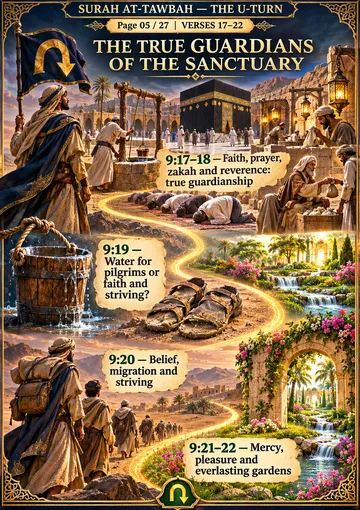 SURAH AT-TAWBAH — THE U-TURN
Page 05 / 27 | VERSES 17–22
THE TRUE GUARDIANS
OF THE SANCTUARY
9:17–18 — Faith, prayer,
zakah and reverence:
true guardianship
9:19 —
Water for
pilgrims or
faith and
striving?
9:20 — Belief,
migration and
striving
9:21–22 — Mercy,
pleasure and
everlasting gardens